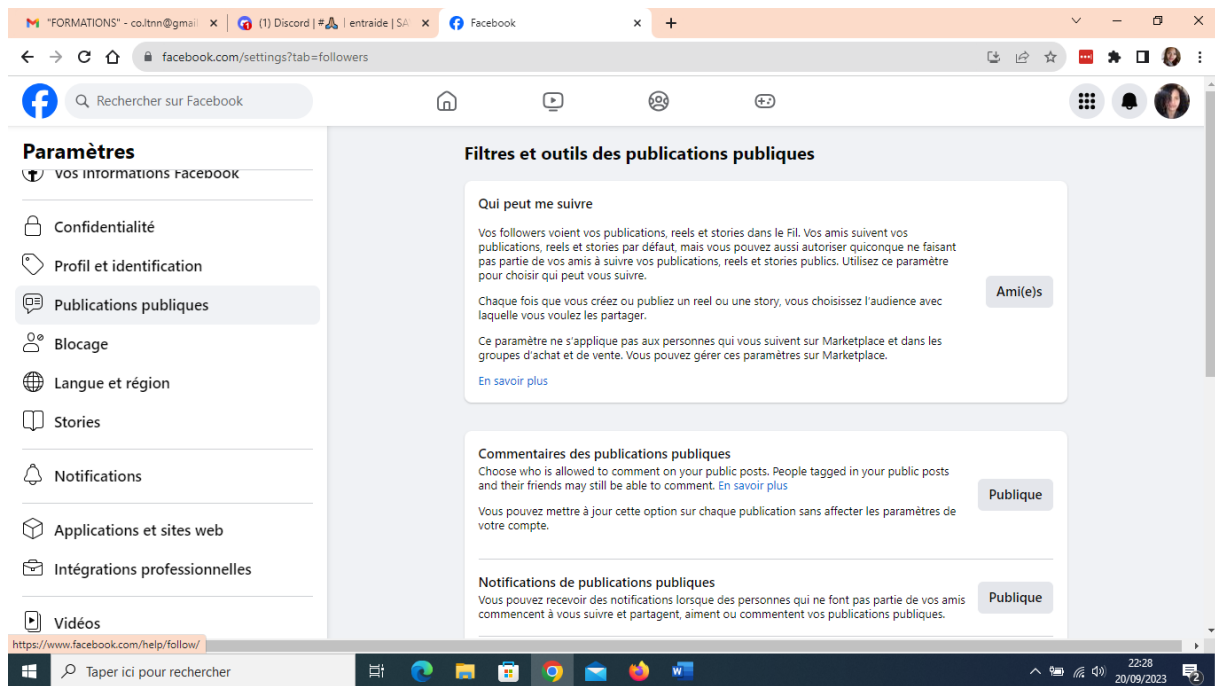 "FORMATIONS" - co.ltnn@gmail
(1) Discord | #🙏 | entraide | SA
Facebook
facebook.com/settings?tab=followers
Rechercher sur Facebook
Paramètres
Vos informations Facebook
Confidentialité
Profil et identification
Publications publiques
Blocage
Langue et région
Stories
Notifications
Applications et sites web
Intégrations professionnelles
Vidéos
Filtres et outils des publications publiques
Qui peut me suivre
Vos followers voient vos publications, reels et stories dans le Fil. Vos amis suivent vos
publications, reels et stories par défaut, mais vous pouvez aussi autoriser quiconque ne faisant
pas partie de vos amis à suivre vos publications, reels et stories publics. Utilisez ce paramètre
pour choisir qui peut vous suivre.
Chaque fois que vous créez ou publiez un reel ou une story, vous choisissez l'audience avec
laquelle vous voulez les partager.
Ce paramètre ne s'applique pas aux personnes qui vous suivent sur Marketplace et dans les
groupes d'achat et de vente. Vous pouvez gérer ces paramètres sur Marketplace.
En savoir plus
Ami(e)s
Commentaires des publications publiques
Choose who is allowed to comment on your public posts. People tagged in your public posts
and their friends may still be able to comment. En savoir plus
Vous pouvez mettre à jour cette option sur chaque publication sans affecter les paramètres de
votre compte.
Publique
Notifications de publications publiques
Vous pouvez recevoir des notifications lorsque des personnes qui ne font pas partie de vos amis
commencent à vous suivre et partagent, aiment ou commentent vos publications publiques.
Publique
https://www.facebook.com/help/follow/
Taper ici pour rechercher
22:28
20/09/2023
2